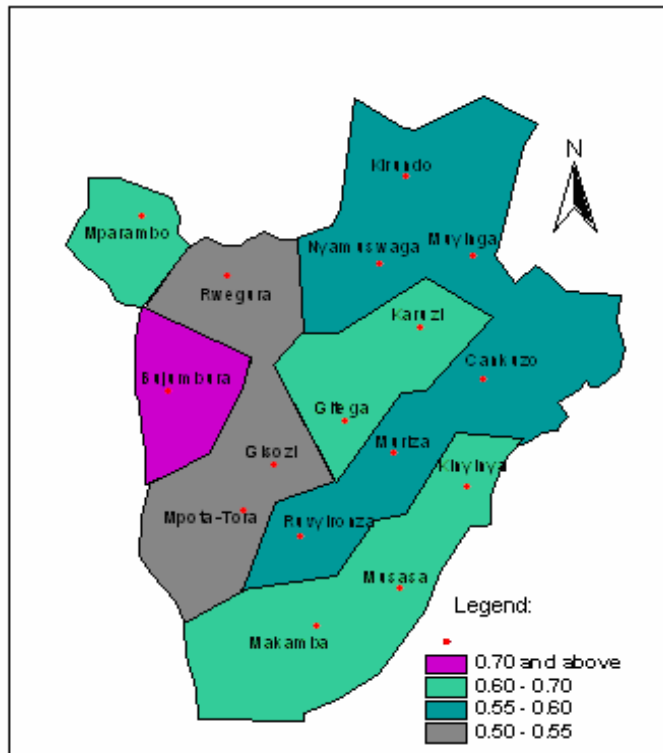 N
Kirundo
Mparambo
Nyamuswaga
Muyinga
Rwegura
Karuzi
Bujumbura
Cankuzo
Gitega
Muriza
Gisozi
Kinyinya
Mpota-Tora
Ruvyironza
Musasa
Makamba
Legend:
0.70 and above
0.60 - 0.70
0.55 - 0.60
0.50 - 0.55